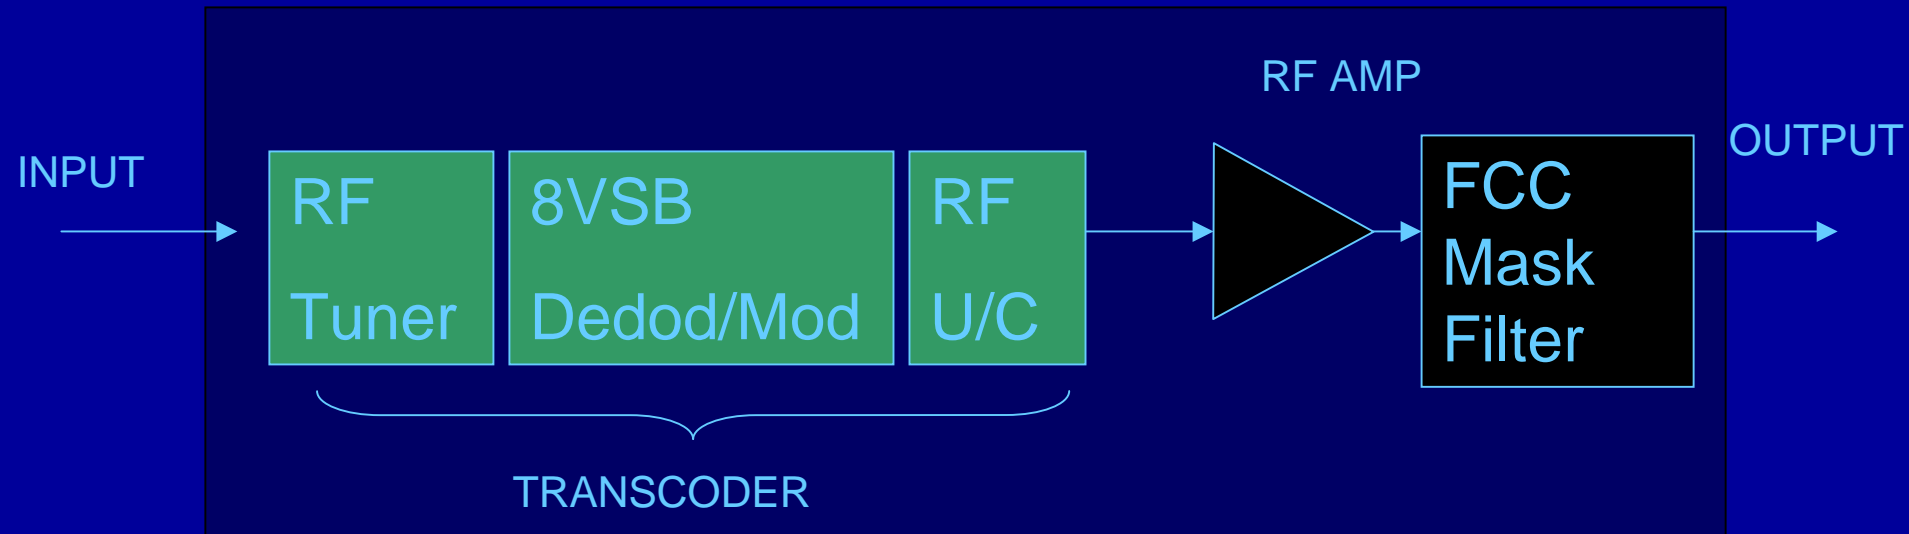 RF AMP
INPUT
OUTPUT
RF
Tuner
8VSB
Dedod/Mod
RF
U/C
FCC
Mask
Filter
TRANSCODER